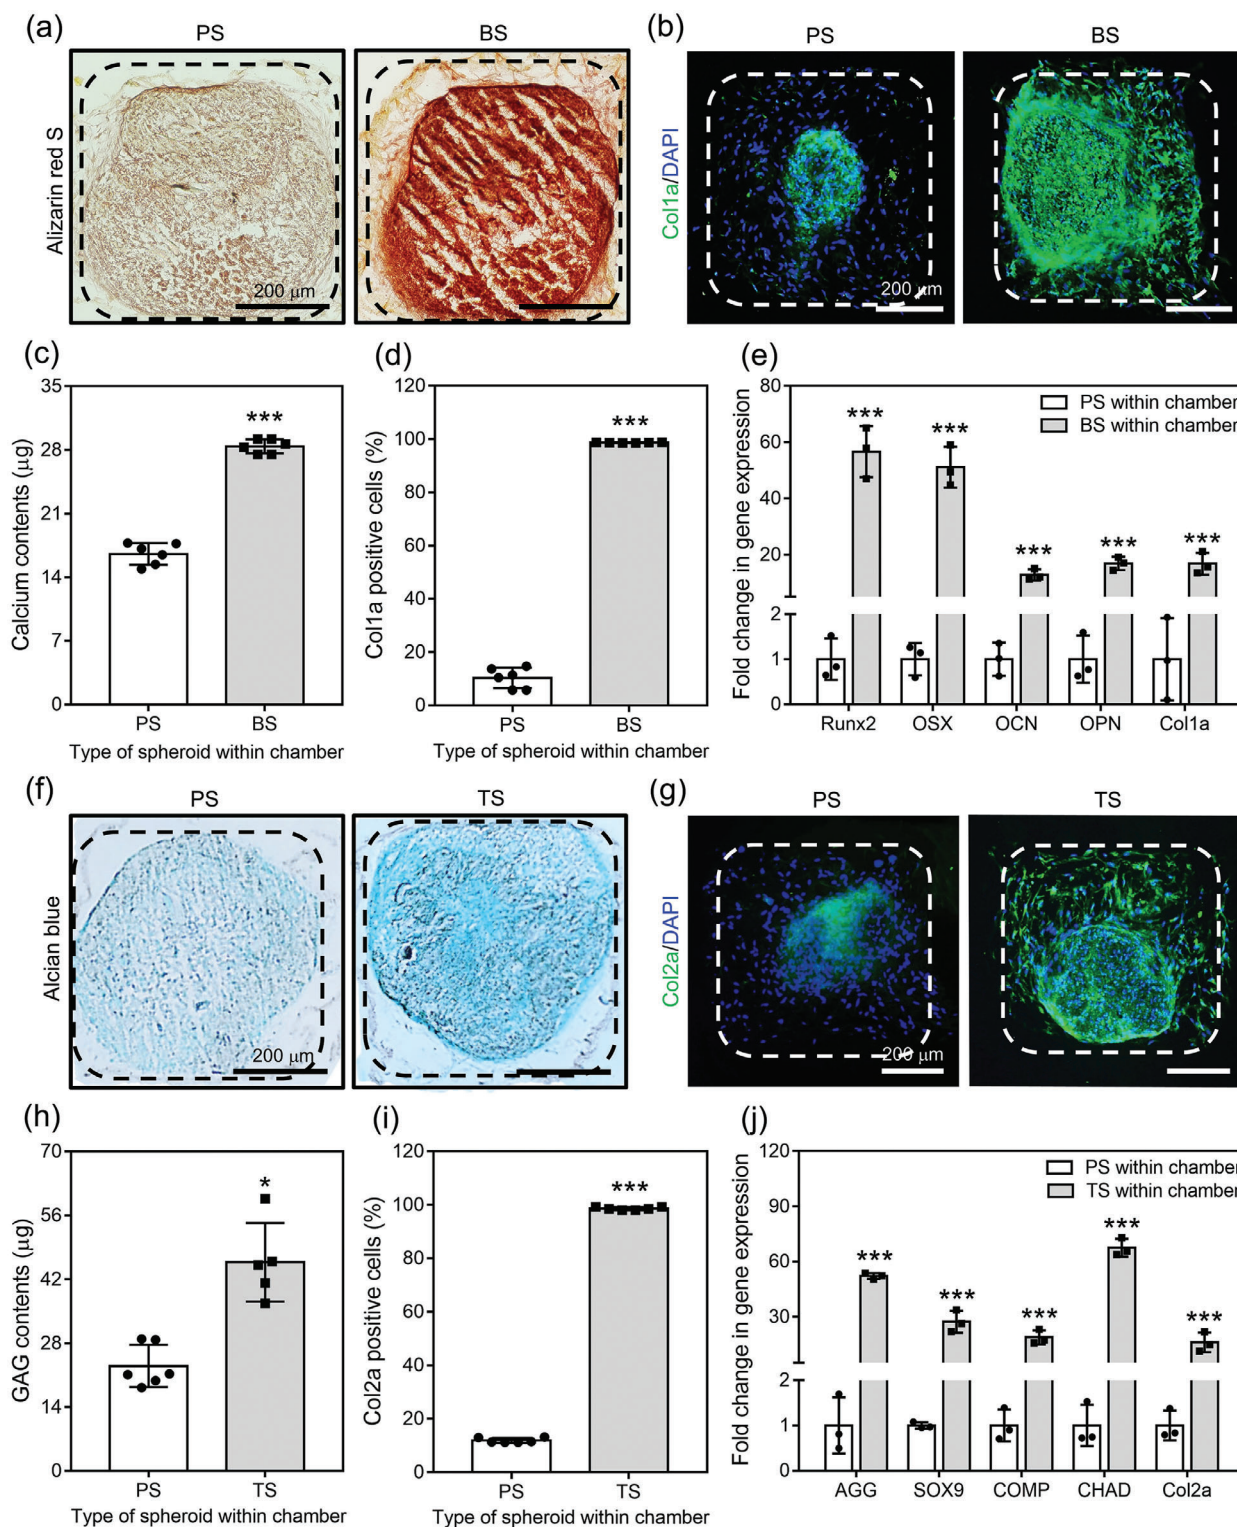 (a)
PS
BS
Alizarin red S
200 μm
(b)
PS
BS
Col1a/DAPI
200 μm
(c)
Calcium contents (μg)
35
28
21
14
7
0
***
PS
BS
Type of spheroid within chamber
(d)
Col1a positive cells (%)
120
100
80
60
40
20
0
***
PS
BS
Type of spheroid within chamber
(e)
Fold change in gene expression
80
60
40
20
2
1
0
PS within chamber
BS within chamber
***
***
***
***
***
Runx2
OSX
OCN
OPN
Col1a
(f)
PS
TS
Alcian blue
200 μm
(g)
PS
TS
Col2a/DAPI
200 μm
(h)
GAG contents (μg)
70
56
42
28
14
0
*
PS
TS
Type of spheroid within chamber
(i)
Col2a positive cells (%)
120
100
80
60
40
20
0
***
PS
TS
Type of spheroid within chamber
(j)
Fold change in gene expression
120
90
60
30
2
1
0
PS within chamber
TS within chamber
***
***
***
***
***
AGG
SOX9
COMP
CHAD
Col2a